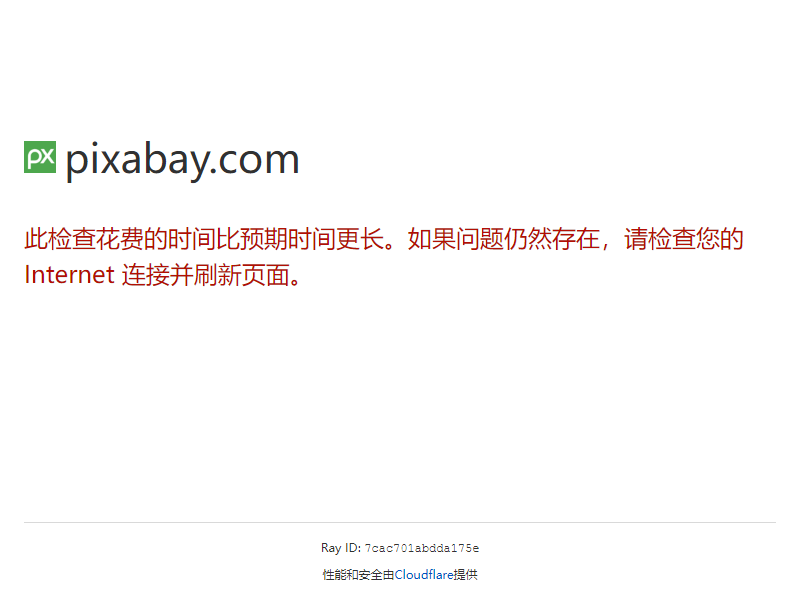 px
pixabay.com
此检查花费的时间比预期时间更长。如果问题仍然存在，请检查您的
Internet 连接并刷新页面。
Ray ID: 7cac701abdda175e
性能和安全由Cloudflare提供